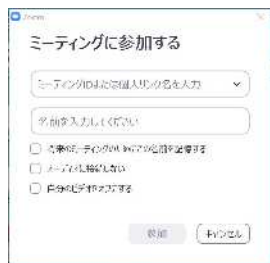 Zoom
ミーティングに参加する
ミーティングIDまたは個人リンク名を入力
名前を入力してください
将来のミーティングのためにこの名前を記憶する
オーディオに接続しない
自分のビデオをオフにする
参加 キャンセル